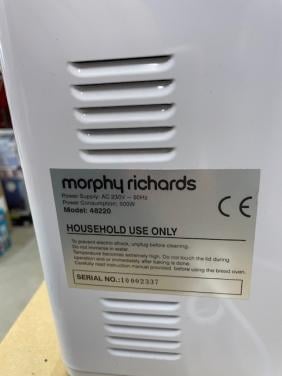 morphy richards
Power Supply: AC 230V ~ 50Hz
Power Consumption: 600W
Model: 48220
CE
HOUSEHOLD USE ONLY
To prevent electric shock, unplug before cleaning.
Do not immerse in water.
Temperature becomes extremely high. Do not touch the lid during
operation and or immediately after baking is done.
Carefully read instruction manual provided before using the bread oven.
SERIAL NO.:10002337